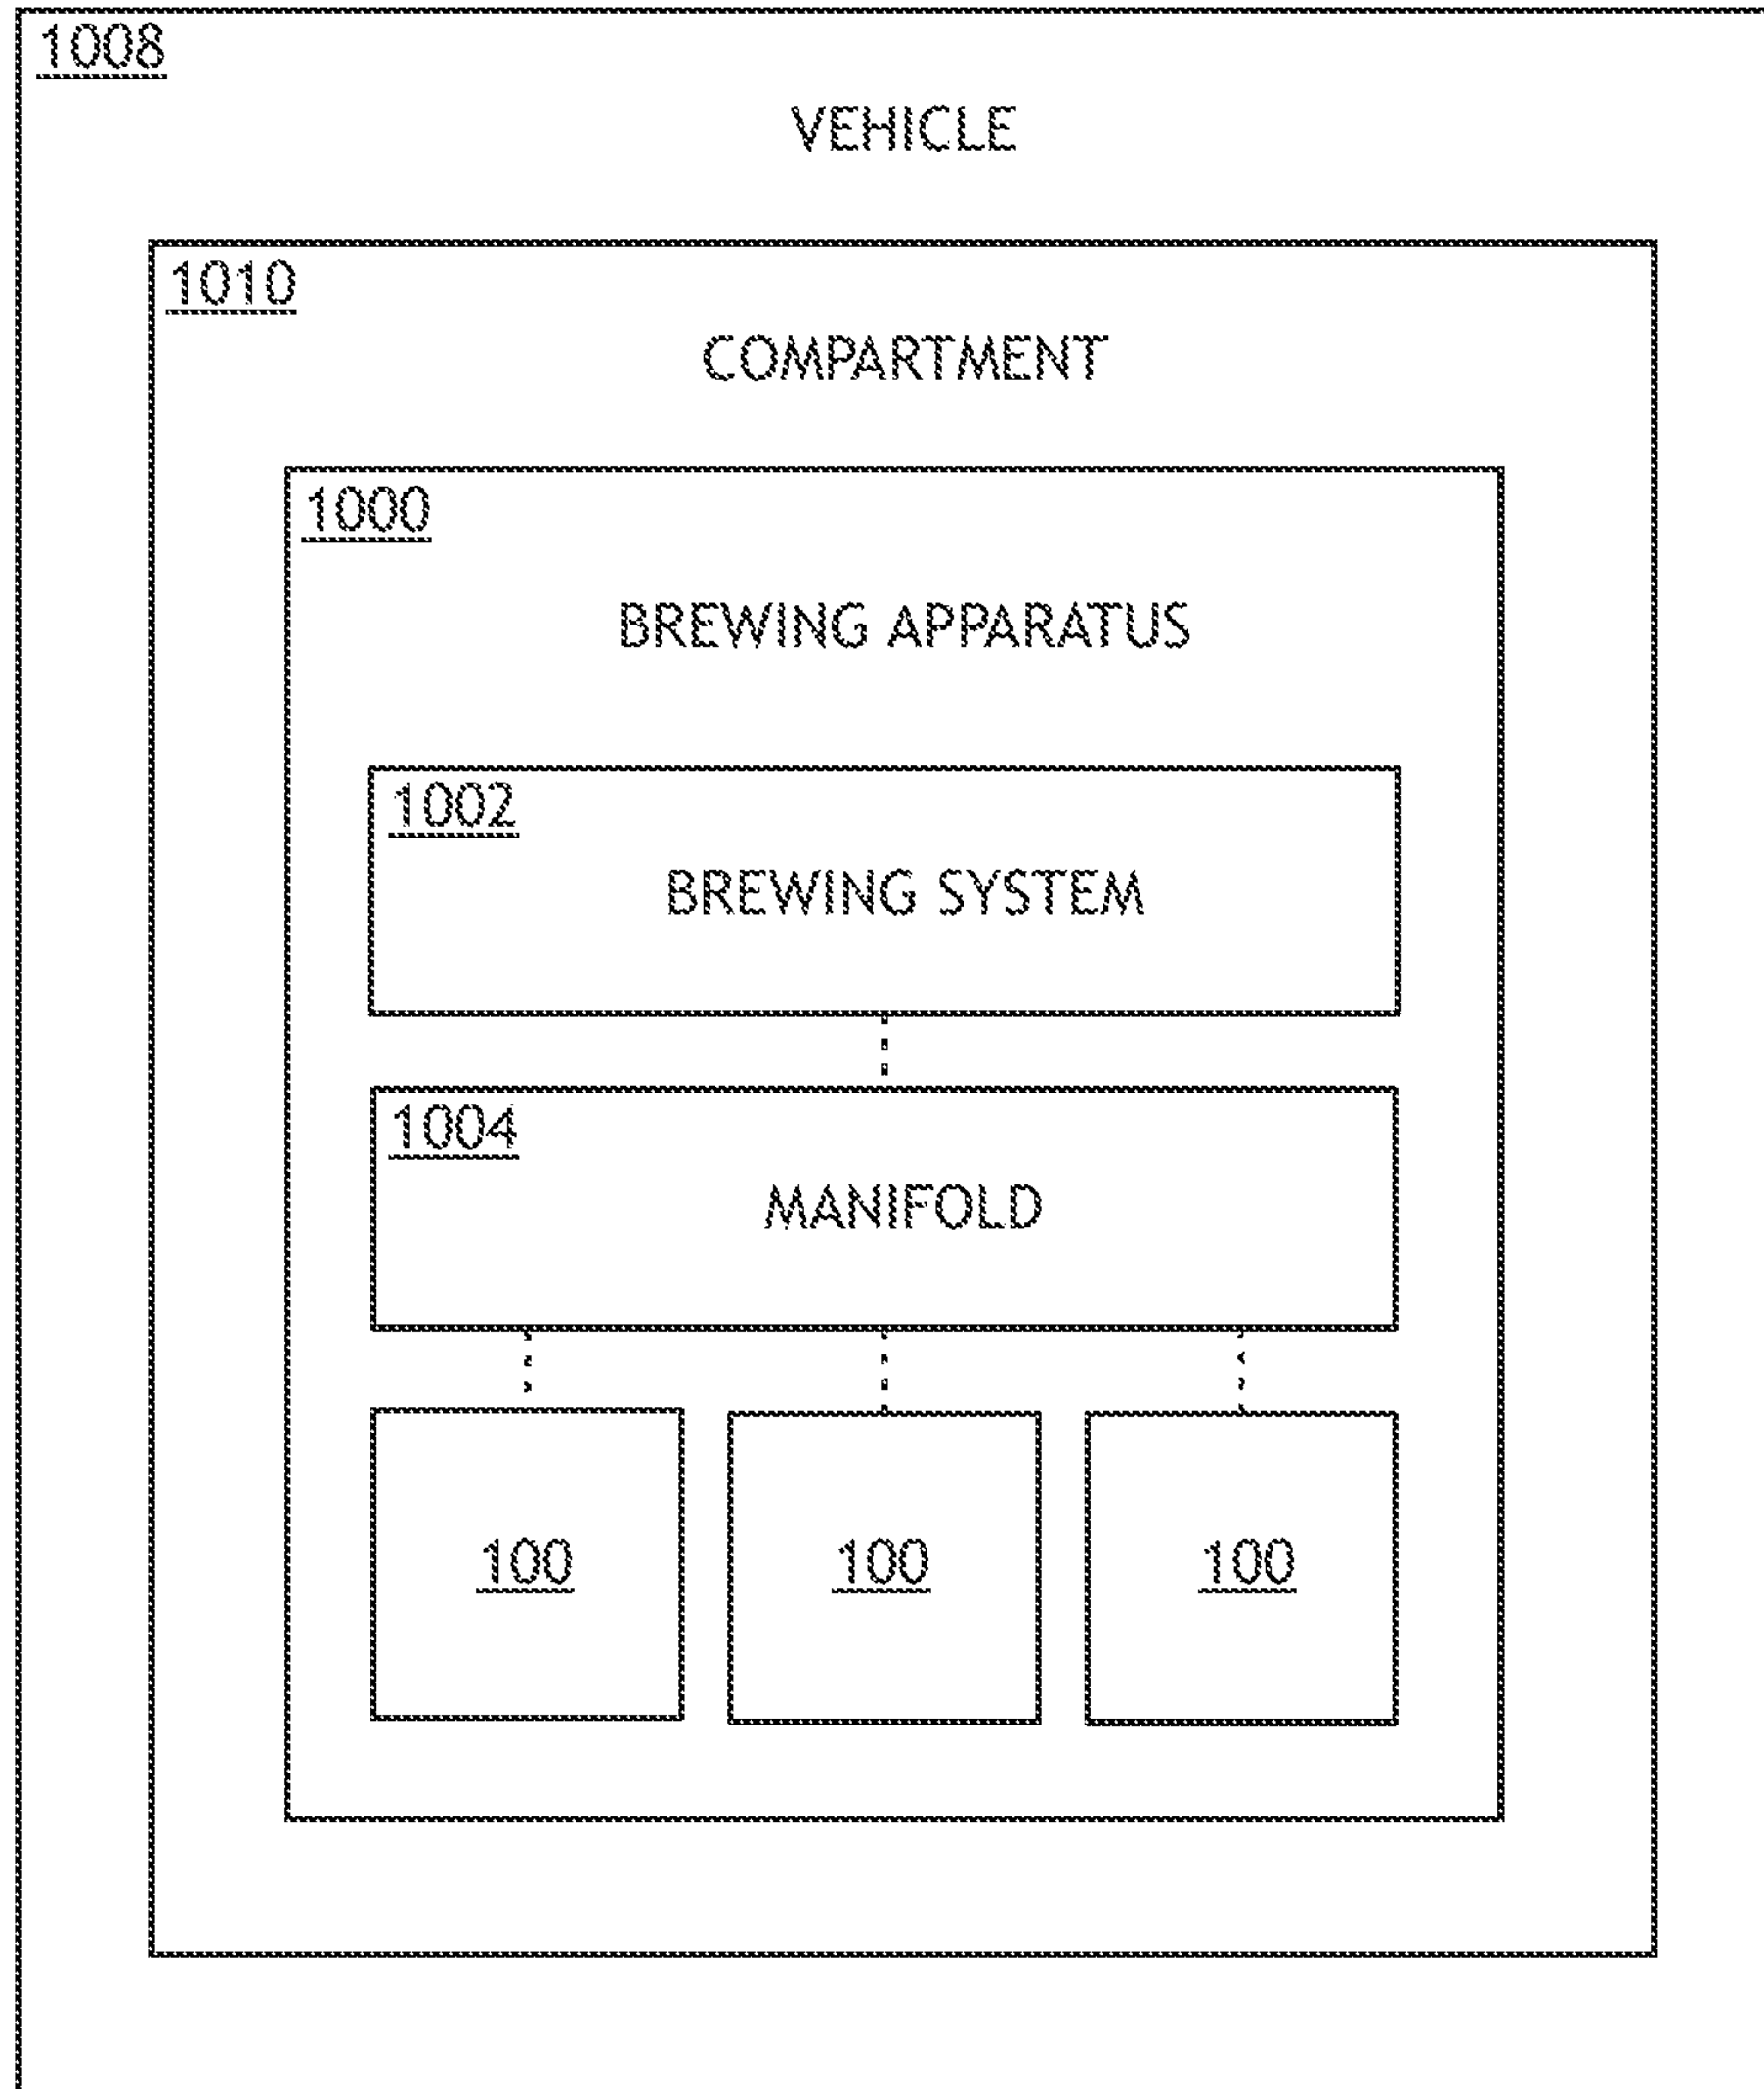 1008
VEHICLE
1010
COMPARTMENT
1000
BREWING APPARATUS
1002
BREWING SYSTEM
1004
MANIFOLD
100 100 100